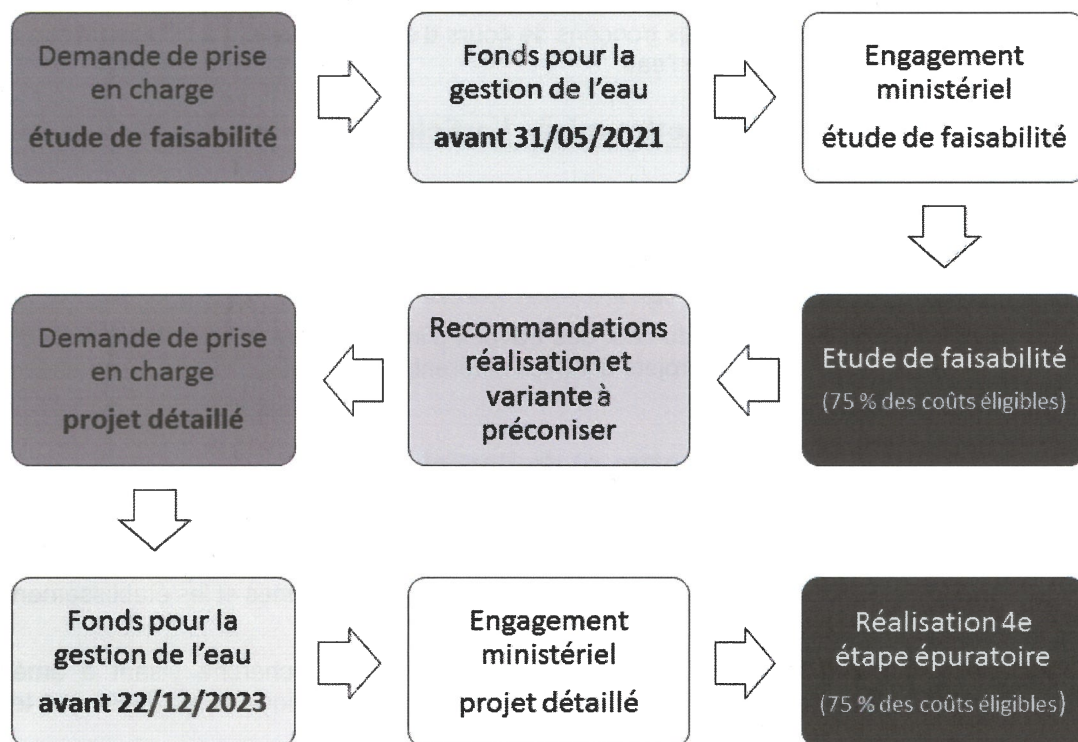 Demande de prise
en charge
étude de faisabilité
Fonds pour la
gestion de l'eau
avant 31/05/2021
Engagement
ministériel
étude de faisabilité
Etude de faisabilité
(75 % des coûts éligibles)
Recommandations
réalisation et
variante à
préconiser
Demande de prise
en charge
projet détaillé
Fonds pour la
gestion de l'eau
avant 22/12/2023
Engagement
ministériel
projet détaillé
Réalisation 4e
étape épuratoire
(75 % des coûts éligibles)